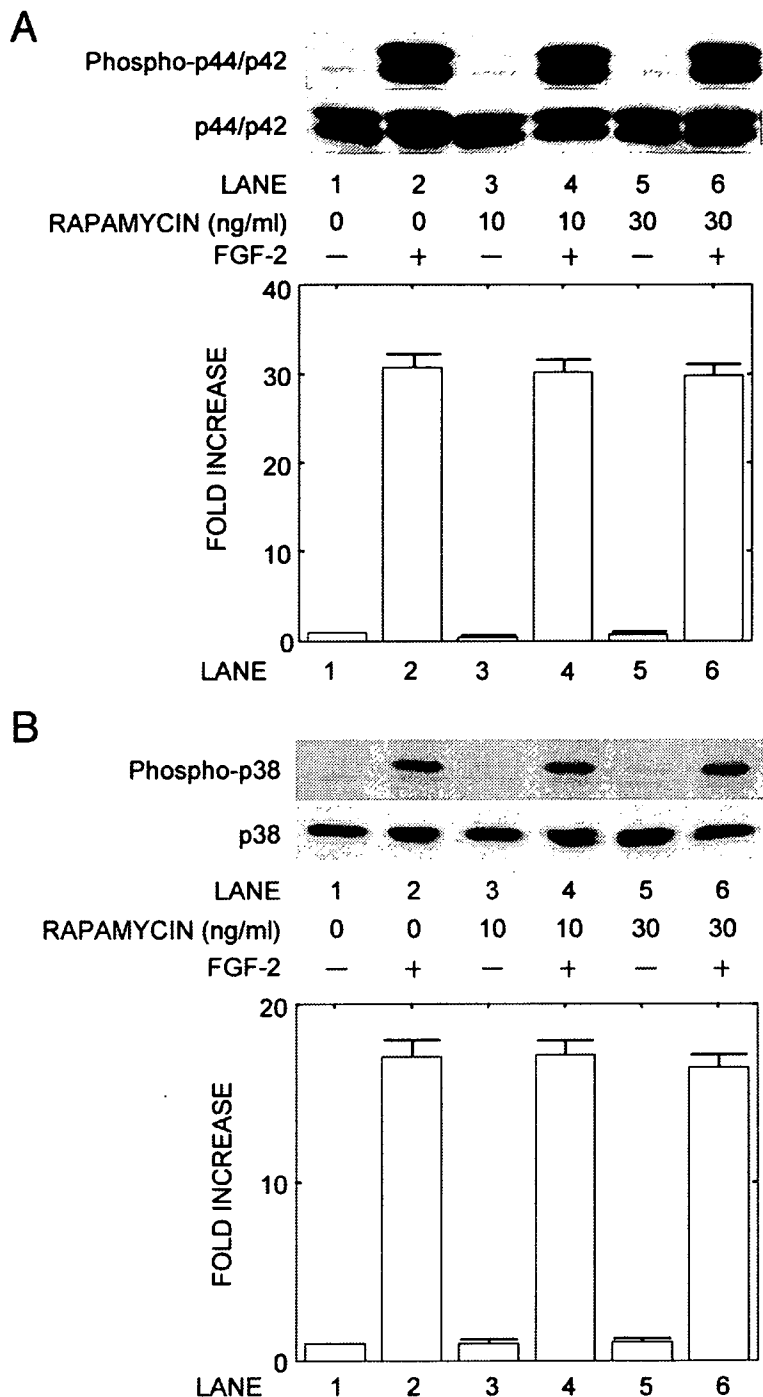 A
Phospho-p44/p42
p44/p42
LANE 1 2 3 4 5 6
RAPAMYCIN (ng/ml) 0 0 10 10 30 30
FGF-2 — + — + — +
40
30
20
10
0
FOLD INCREASE
LANE 1 2 3 4 5 6
B
Phospho-p38
p38
LANE 1 2 3 4 5 6
RAPAMYCIN (ng/ml) 0 0 10 10 30 30
FGF-2 — + — + — +
20
10
0
FOLD INCREASE
LANE 1 2 3 4 5 6